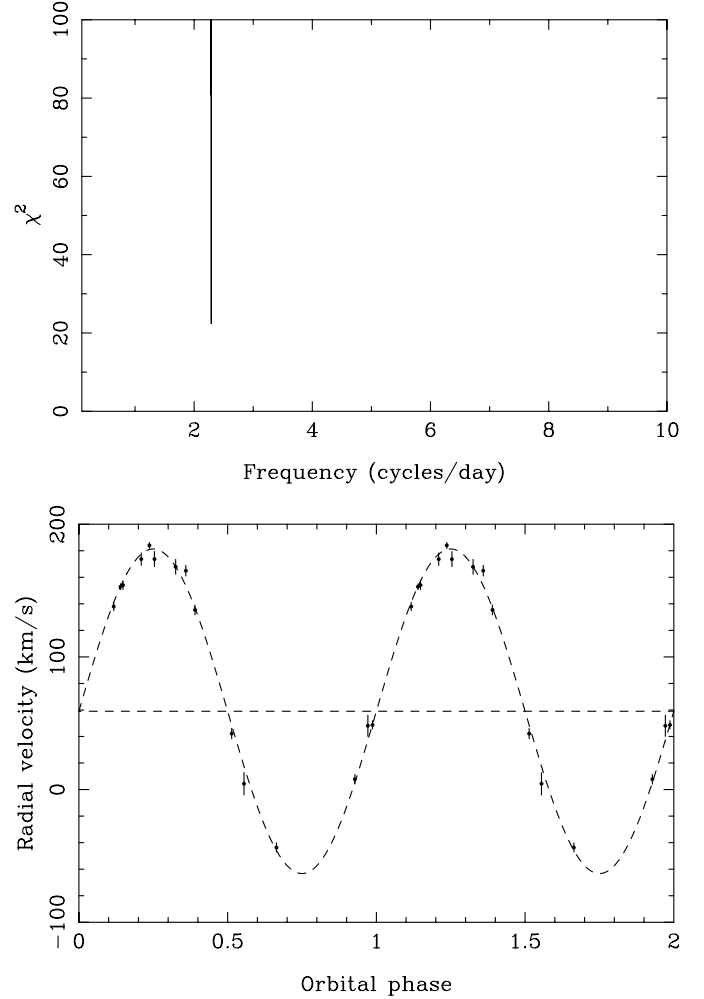 100
80
60
40
20
0
χ²
2 4 6 8 10
Frequency (cycles/day)
200
100
0
−100
Radial velocity (km/s)
0 0.5 1 1.5 2
Orbital phase